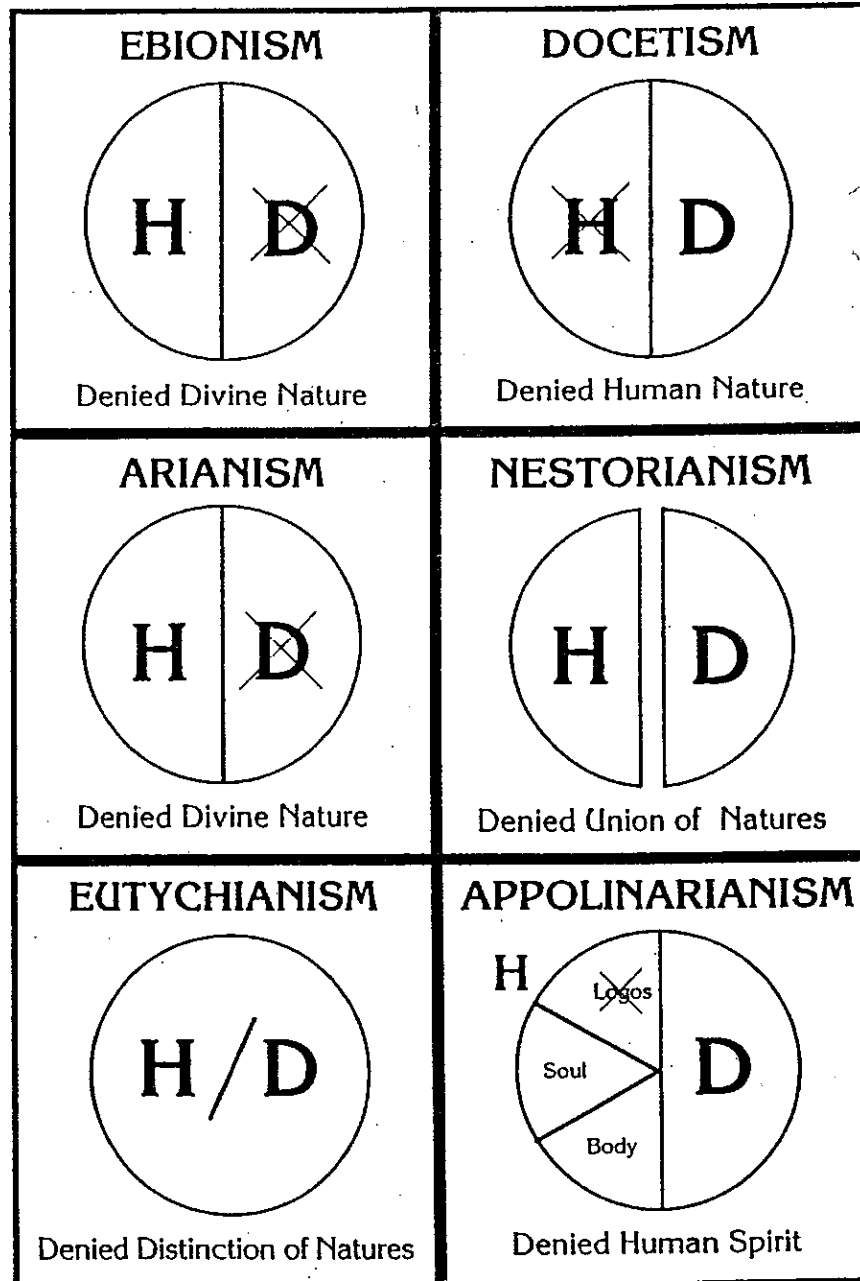 EBIONISM
H D
Denied Divine Nature
DOCETISM
H D
Denied Human Nature
ARIANISM
H D
Denied Divine Nature
NESTORIANISM
H D
Denied Union of Natures
EUTYCHIANISM
H / D
Denied Distinction of Natures
APPOLINARIANISM
H
Logos
Soul
D
Body
Denied Human Spirit